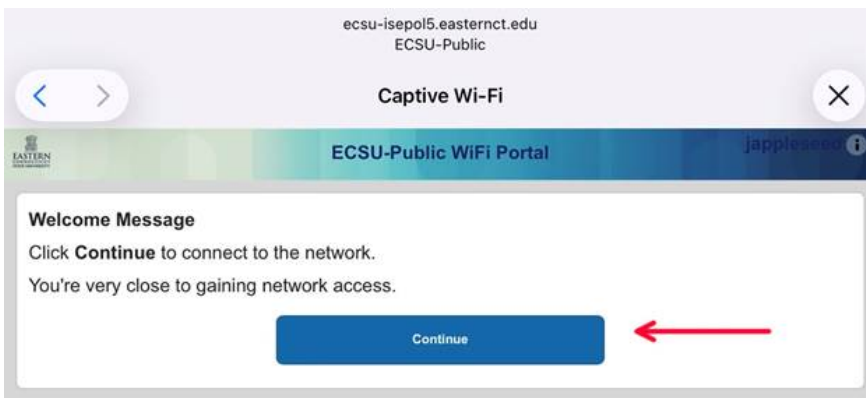 ecsu-isepol5.easternct.edu
ECSU-Public
Captive Wi-Fi
EASTERN
ECSU-Public WiFi Portal
jappleseed
Welcome Message
Click Continue to connect to the network.
You're very close to gaining network access.
Continue